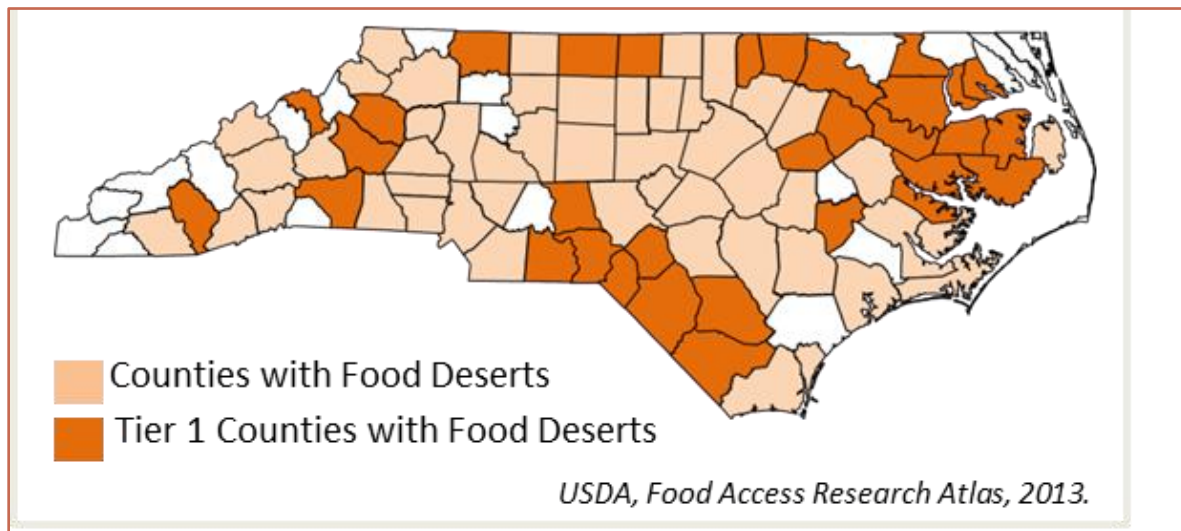 Counties with Food Deserts
Tier 1 Counties with Food Deserts
USDA, Food Access Research Atlas, 2013.